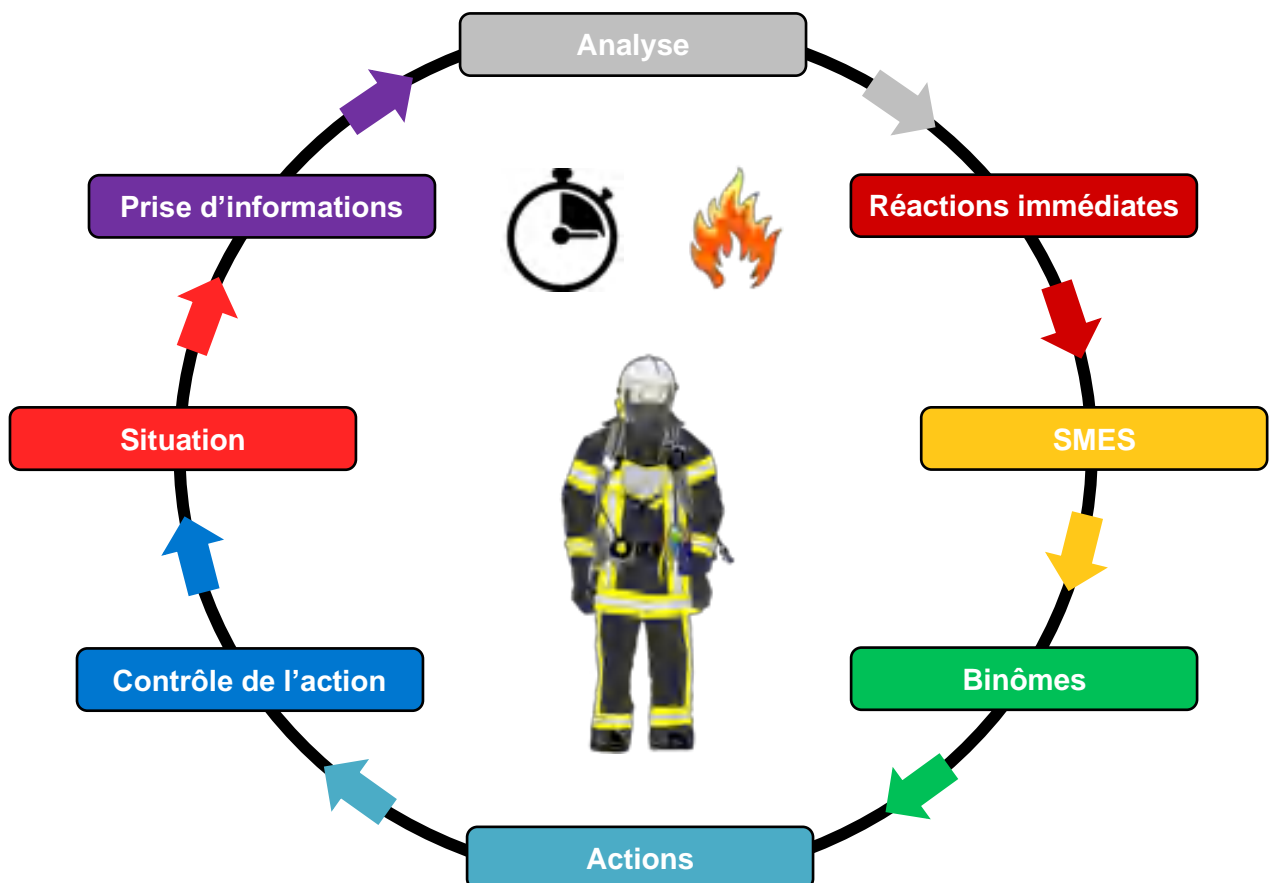 Analyse
Prise d’informations
Réactions immédiates
Situation
SMES
Contrôle de l’action
Binômes
Actions